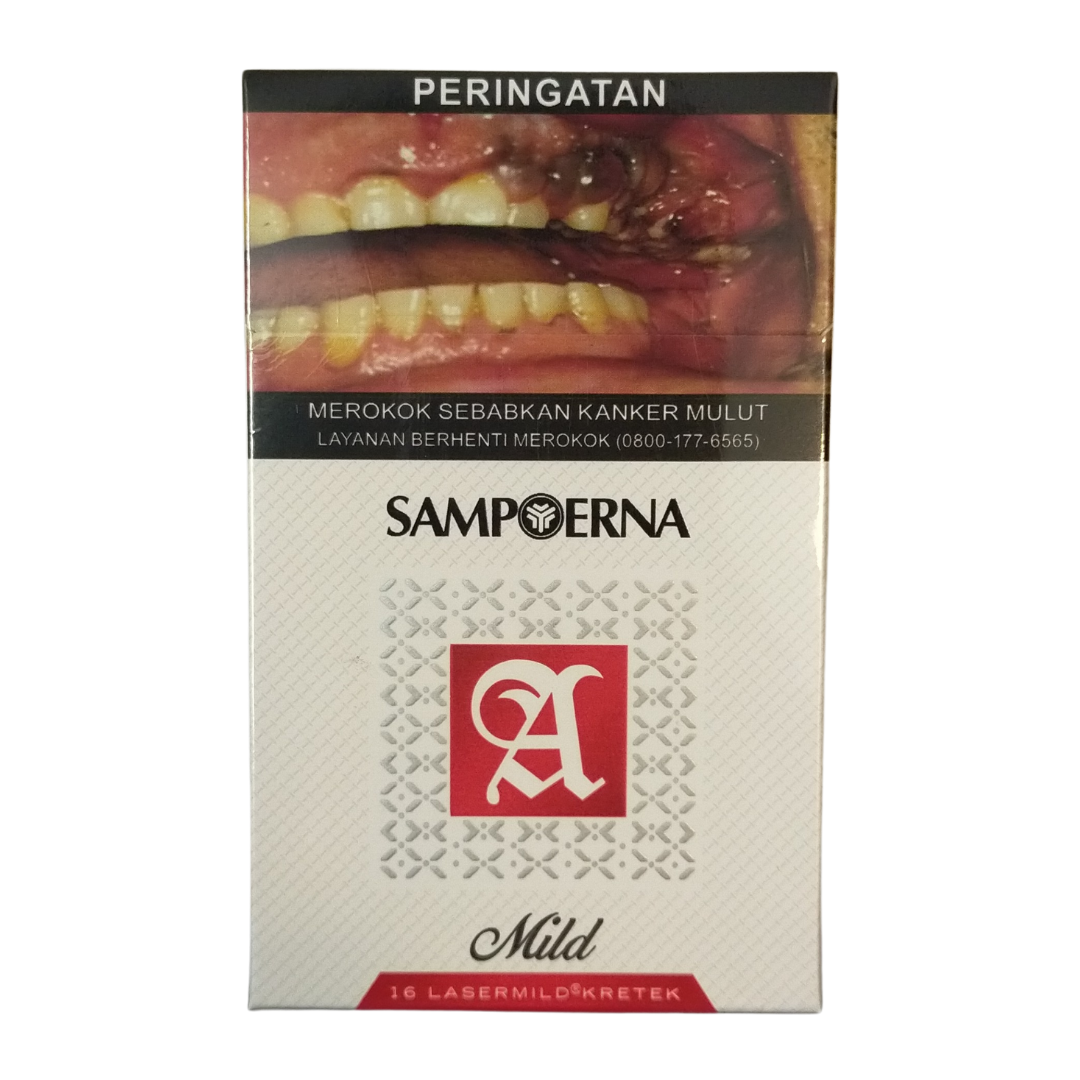 PERINGATAN
MEROKOK SEBABKAN KANKER MULUT
LAYANAN BERHENTI MEROKOK (0800-177-6565)
SAMPOERNA
A
Mild
16 LASERMILD®KRETEK